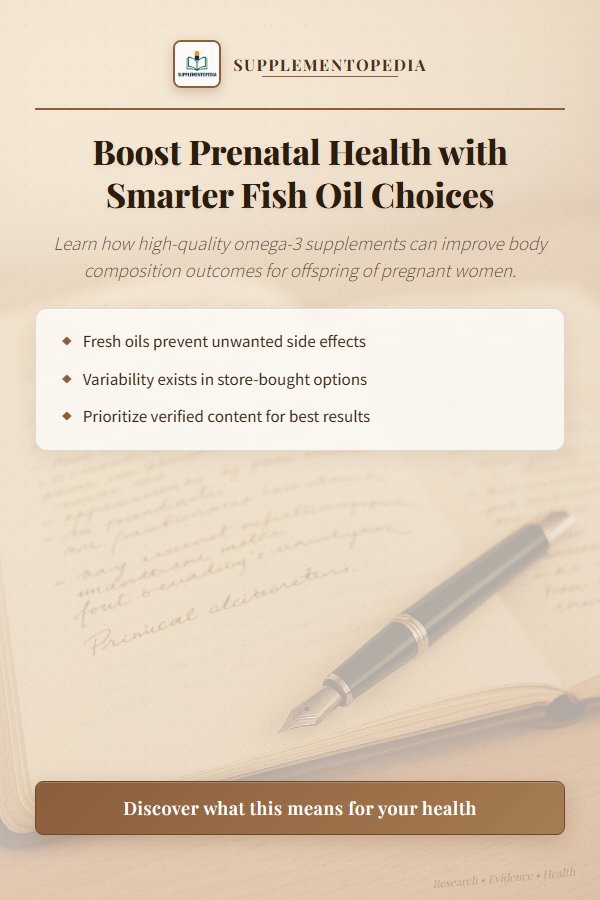 SUPPLEMENTOPEDIA
SUPPLEMENTOPEDIA
Boost Prenatal Health with
Smarter Fish Oil Choices
Learn how high-quality omega-3 supplements can improve body
composition outcomes for offspring of pregnant women.
Fresh oils prevent unwanted side effects
Variability exists in store-bought options
Prioritize verified content for best results
Discover what this means for your health
Research • Evidence • Health